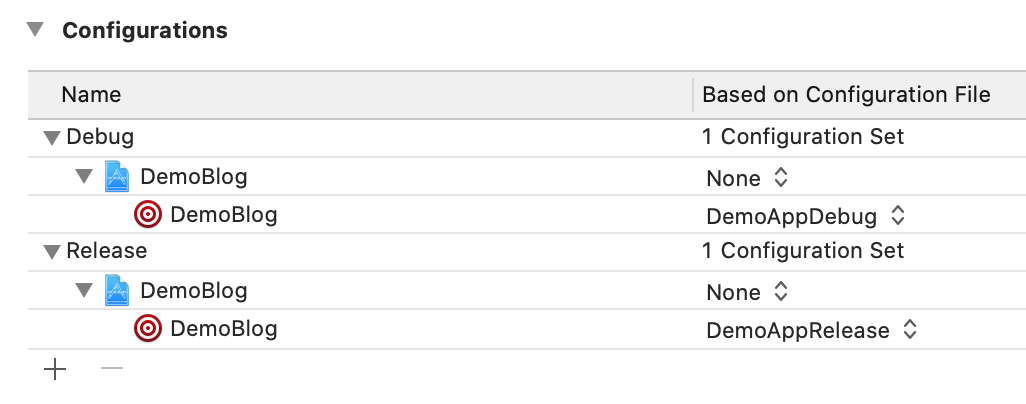 Configurations
Name Based on Configuration File
Debug 1 Configuration Set
DemoBlog None
DemoBlog DemoAppDebug
Release 1 Configuration Set
DemoBlog None
DemoBlog DemoAppRelease